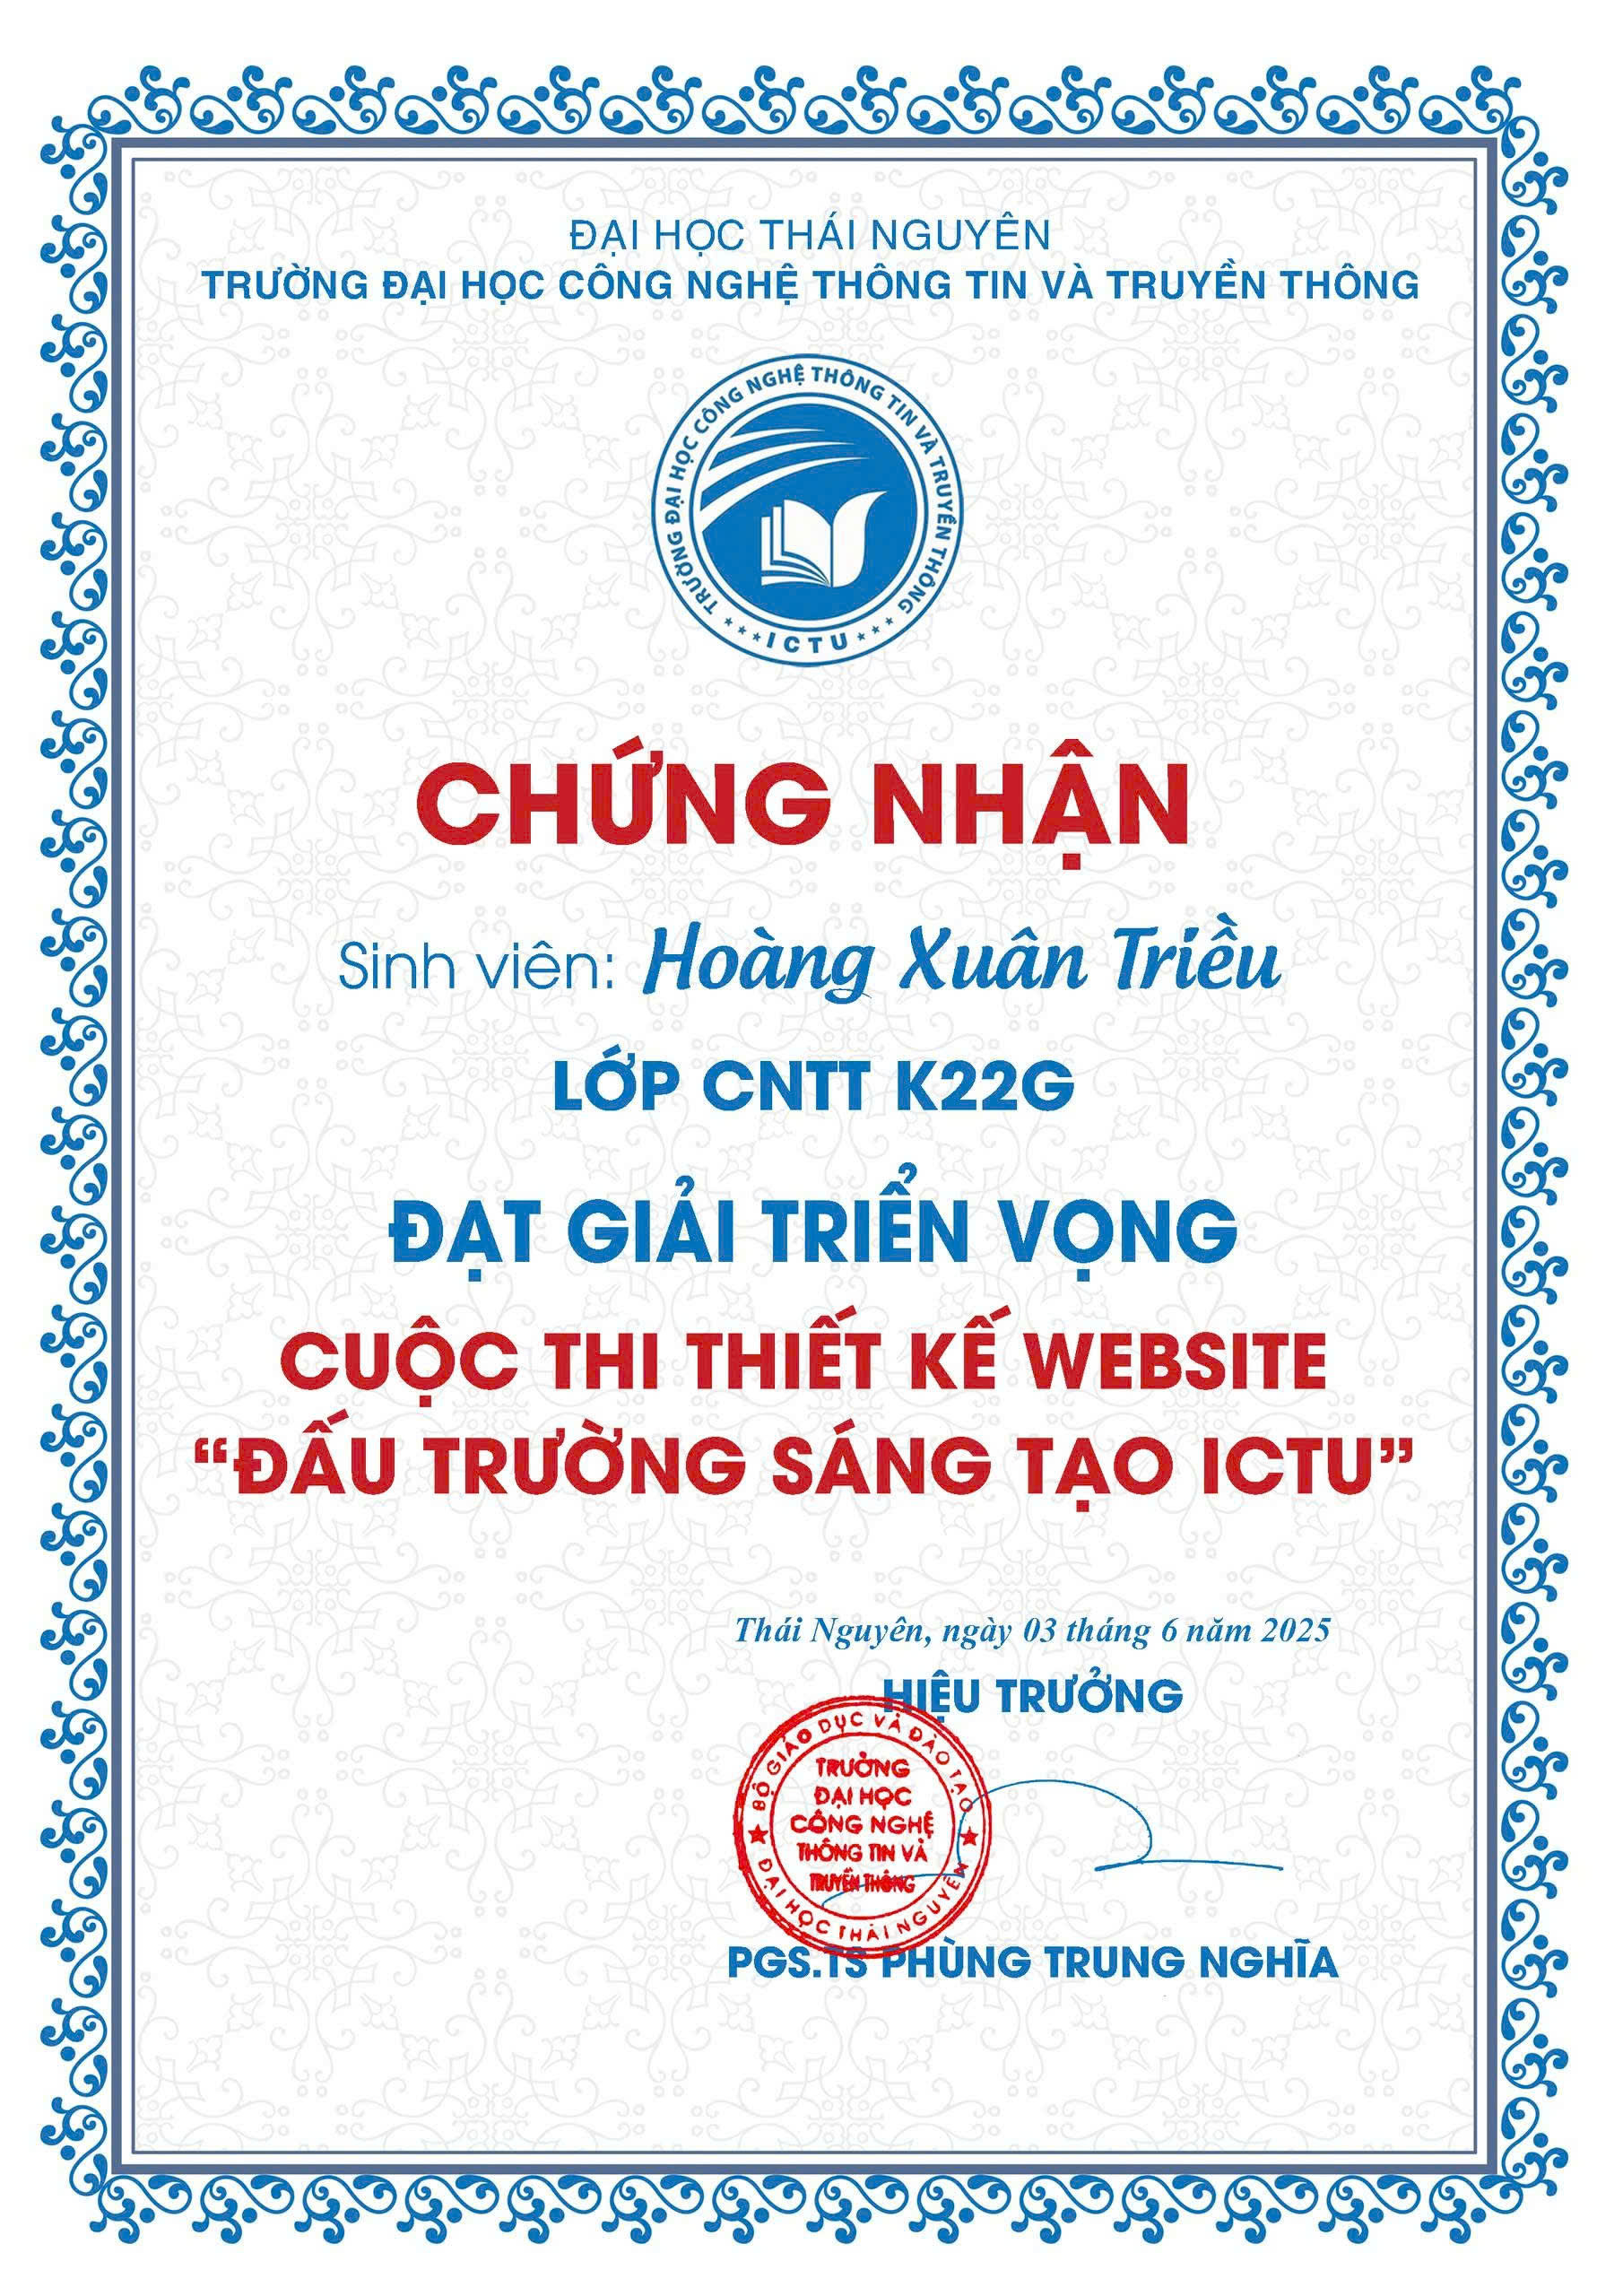 ĐẠI HỌC THÁI NGUYÊN
TRƯỜNG ĐẠI HỌC CÔNG NGHỆ THÔNG TIN VÀ TRUYỀN THÔNG
TRƯỜNG ĐẠI HỌC CÔNG NGHỆ THÔNG TIN VÀ TRUYỀN THÔNG
ICTU
CHỨNG NHẬN
Sinh viên: Hoàng Xuân Triều
LỚP CNTT K22G
ĐẠT GIẢI TRIỂN VỌNG
CUỘC THI THIẾT KẾ WEBSITE
“ĐẤU TRƯỜNG SÁNG TẠO ICTU”
Thái Nguyên, ngày 03 tháng 6 năm 2025
HIỆU TRƯỞNG
BỘ GIÁO DỤC VÀ ĐÀO TẠO
TRƯỜNG
ĐẠI HỌC
CÔNG NGHỆ
THÔNG TIN VÀ
TRUYỀN THÔNG
ĐẠI HỌC THÁI NGUYÊN
PGS.TS PHÙNG TRUNG NGHĨA